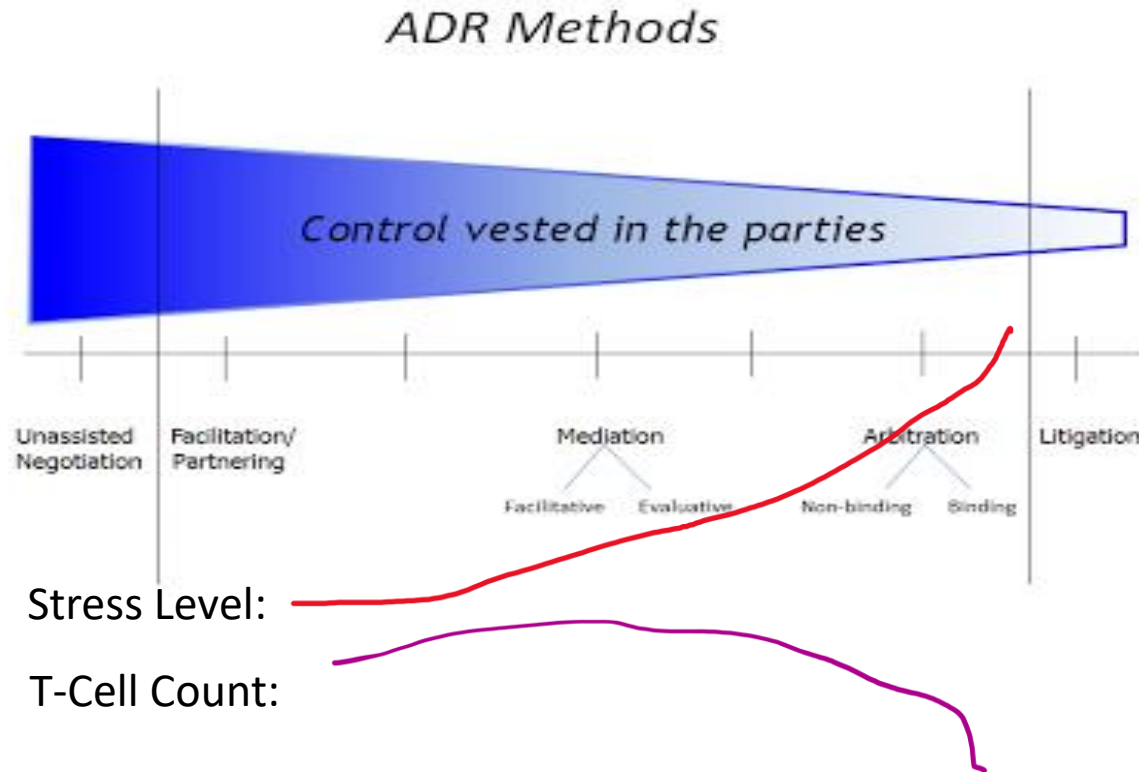 ADR Methods
Control vested in the parties
Unassisted
Negotiation
Facilitation/
Partnering
Mediation
Arbitration
Litigation
Facilitative
Evaluative
Non-binding
Binding
Stress Level:
T-Cell Count: